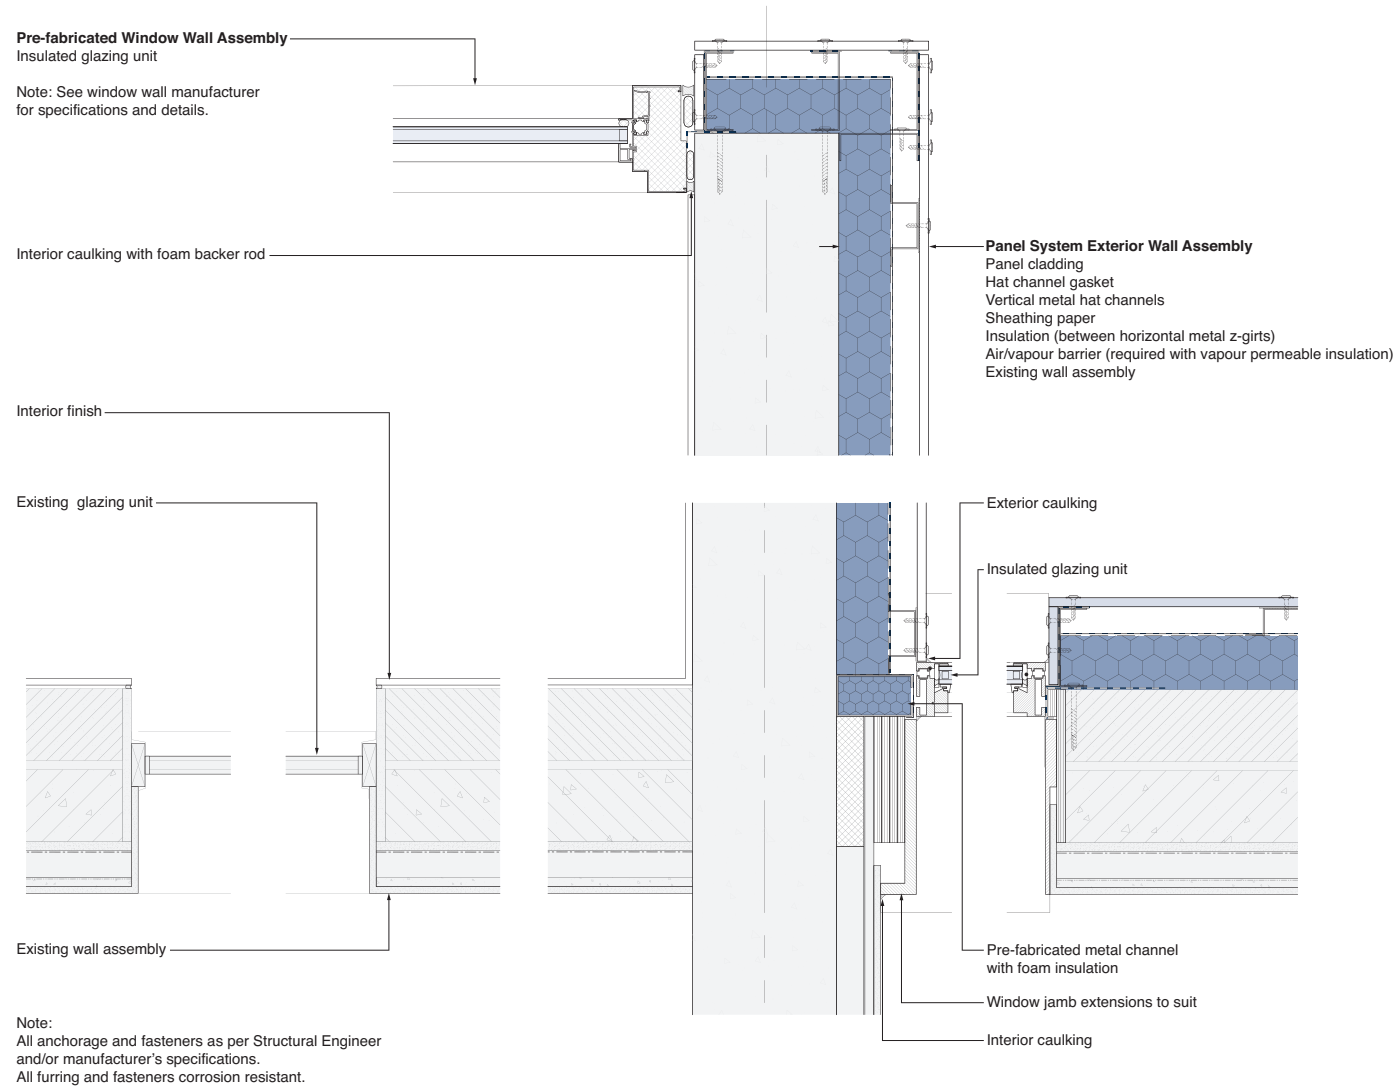 Pre-fabricated Window Wall Assembly
Insulated glazing unit
Note: See window wall manufacturer
for specifications and details.
Interior caulking with foam backer rod
Panel System Exterior Wall Assembly
Panel cladding
Hat channel gasket
Vertical metal hat channels
Sheathing paper
Insulation (between horizontal metal z-girts)
Air/vapour barrier (required with vapour permeable insulation)
Existing wall assembly
Interior finish
Existing glazing unit
Exterior caulking
Insulated glazing unit
Existing wall assembly
Pre-fabricated metal channel
with foam insulation
Window jamb extensions to suit
Interior caulking
Note:
All anchorage and fasteners as per Structural Engineer
and/or manufacturer's specifications.
All furring and fasteners corrosion resistant.